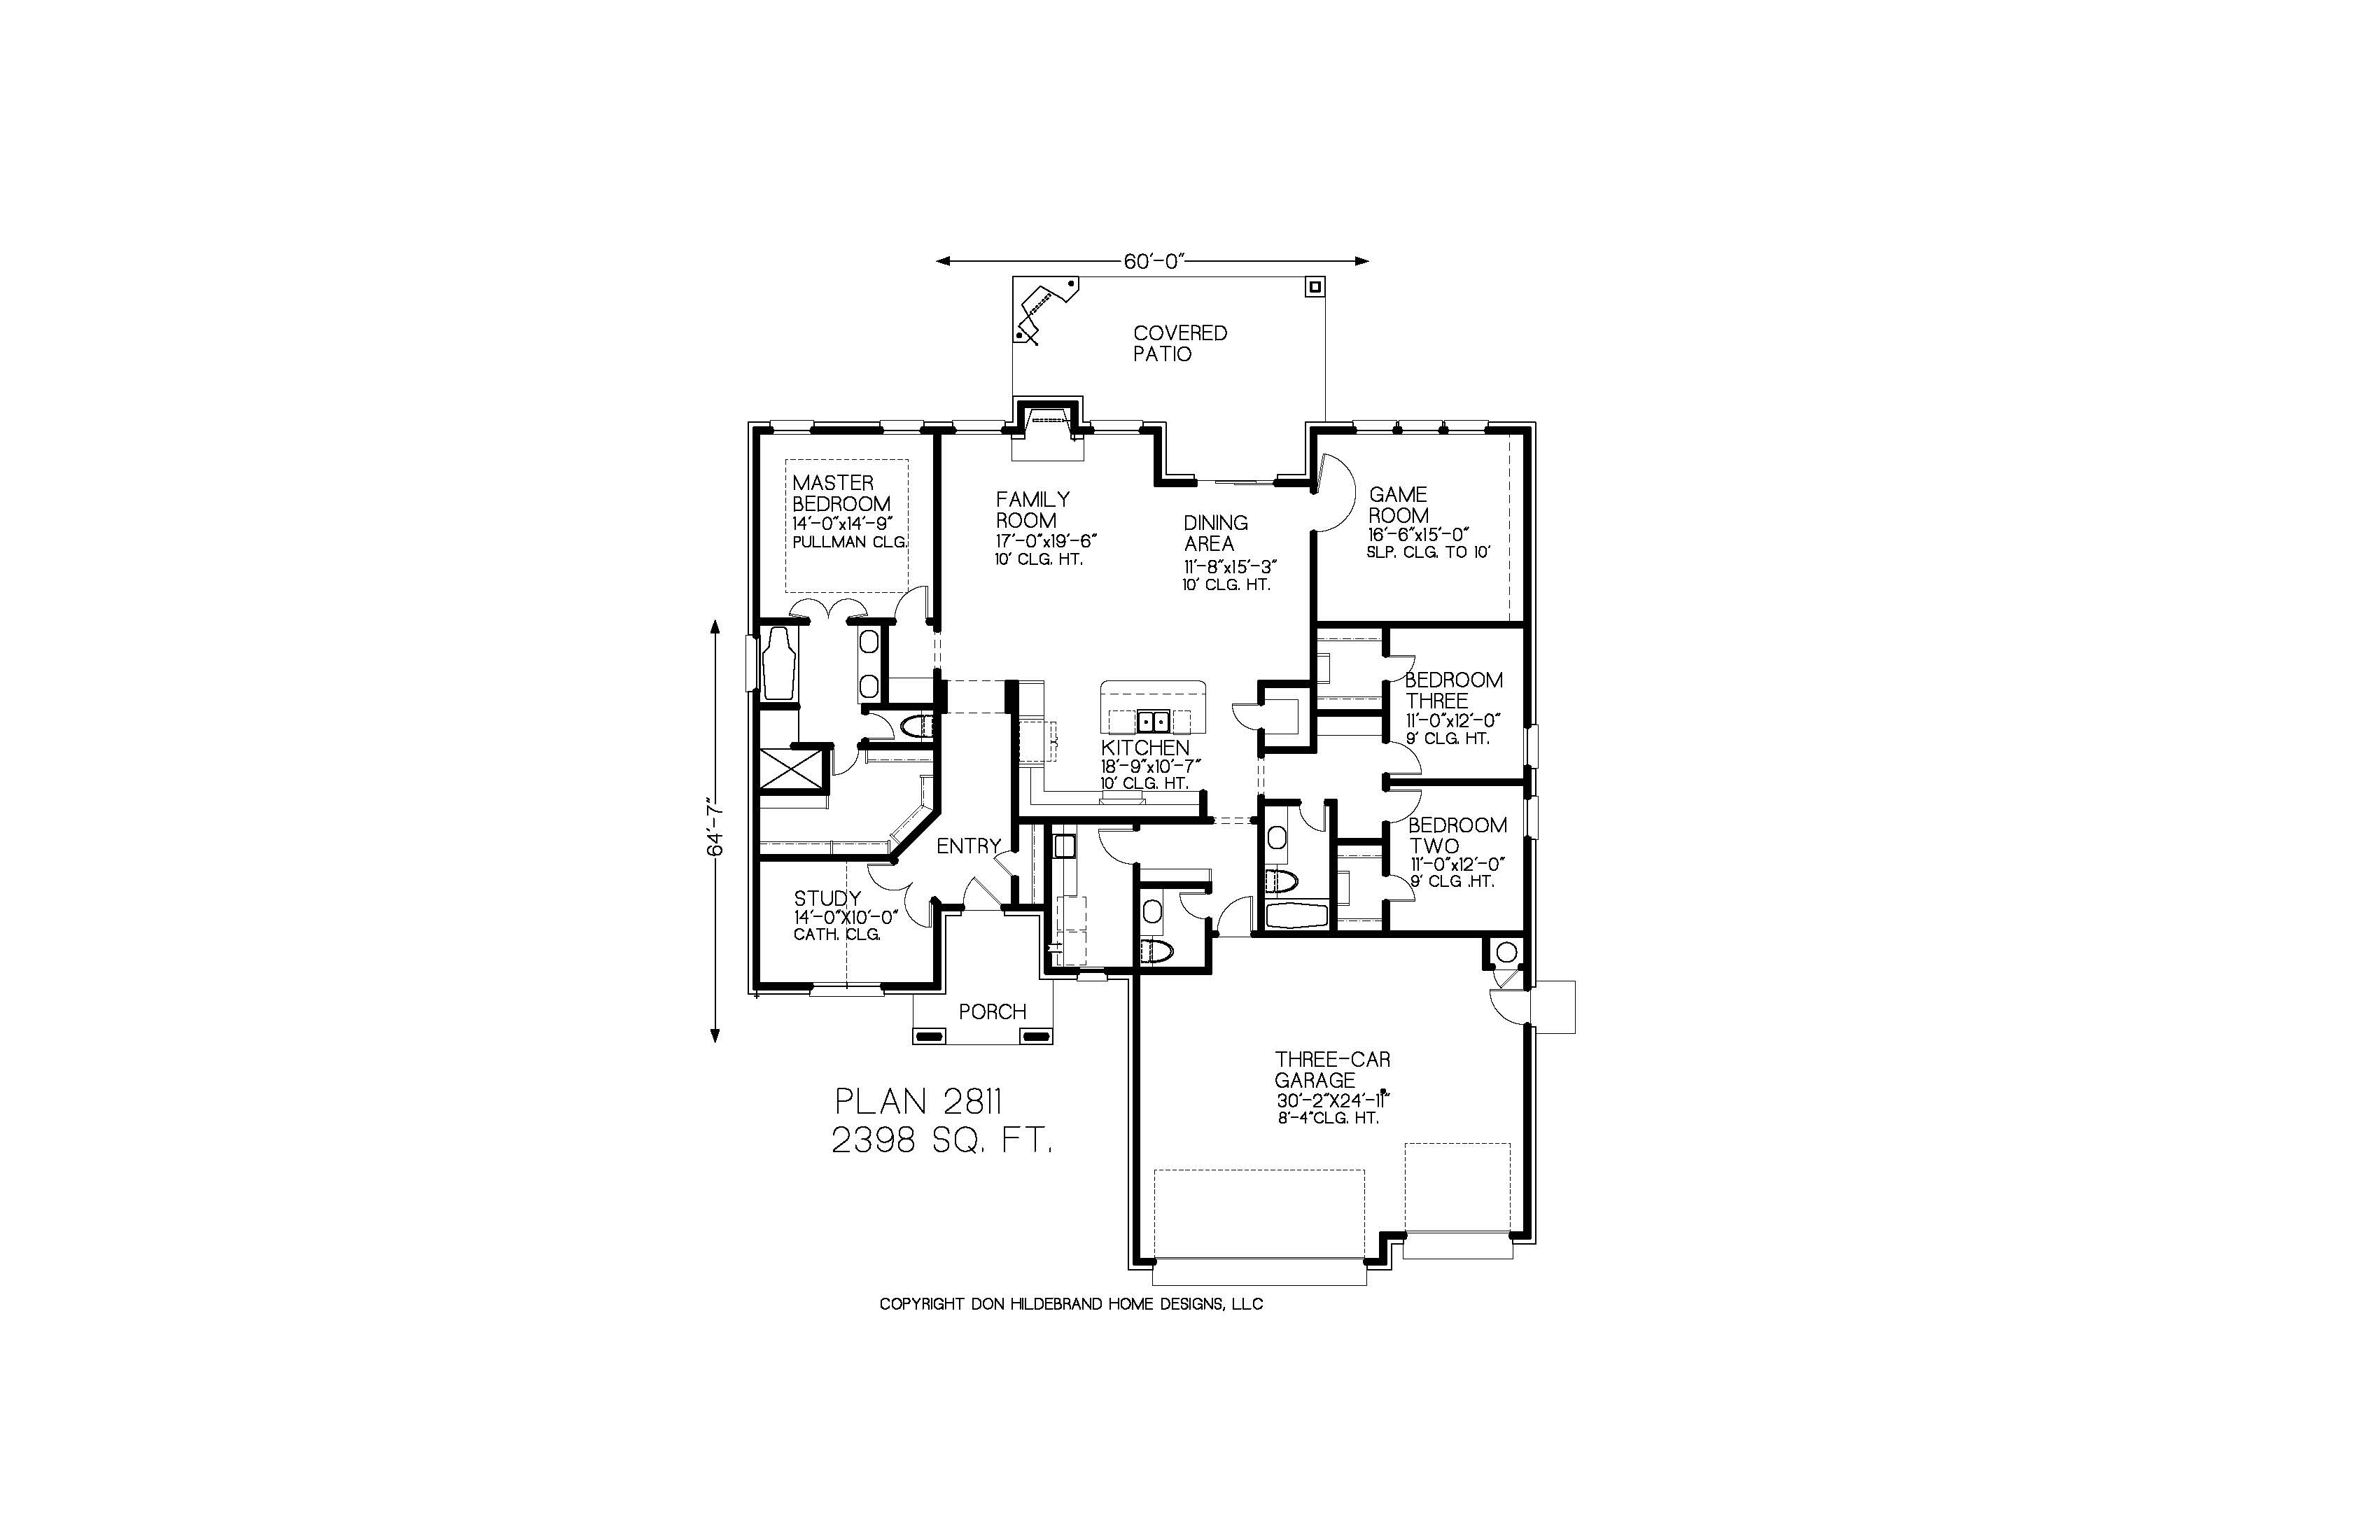 60'-0"
COVERED
PATIO
MASTER
BEDROOM
14'-0"x14'-9"
PULLMAN CLG.
FAMILY
ROOM
17'-0"x19'-6"
10' CLG. HT.
DINING
AREA
11'-8"x15'-3"
10' CLG. HT.
GAME
ROOM
16'-6"x15'-0"
SLP. CLG. TO 10'
BEDROOM
THREE
11'-0"x12'-0"
9' CLG. HT.
KITCHEN
18'-9"x10'-7"
10' CLG. HT.
64'-7"
ENTRY
BEDROOM
TWO
11'-0"x12'-0"
9' CLG .HT.
STUDY
14'-0"X10'-0"
CATH. CLG.
PORCH
THREE-CAR
GARAGE
30'-2"X24'-11"
8'-4"CLG. HT.
PLAN 2811
2398 SQ. FT.
COPYRIGHT DON HILDEBRAND HOME DESIGNS, LLC